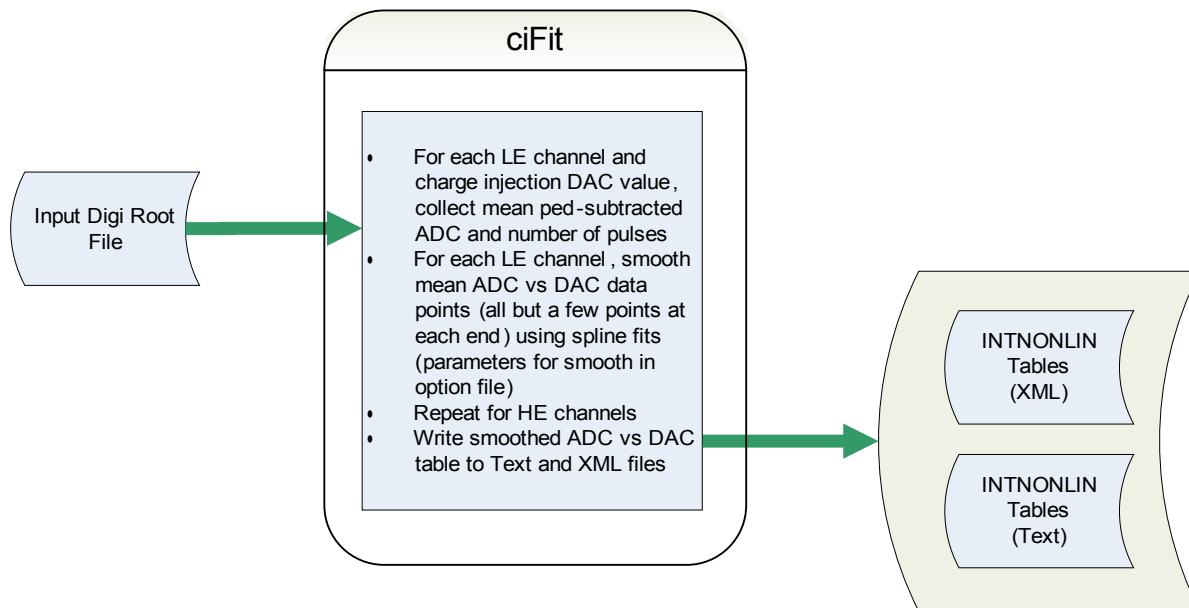 ciFit
Input Digi Root
File
• For each LE channel and
charge injection DAC value,
collect mean ped-subtracted
ADC and number of pulses
• For each LE channel, smooth
mean ADC vs DAC data
points (all but a few points at
each end) using spline fits
(parameters for smooth in
option file)
• Repeat for HE channels
• Write smoothed ADC vs DAC
table to Text and XML files
INTNONLIN
Tables
(XML)
INTNONLIN
Tables
(Text)